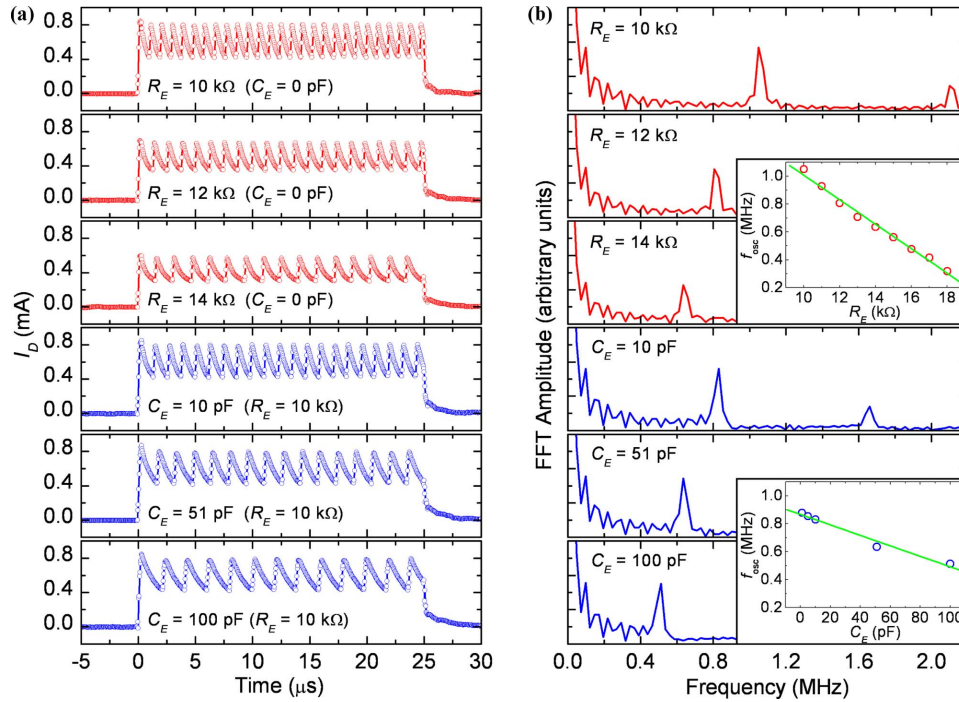 (a)
(b)
I_D (mA)
0.8
0.4
0.0
R_E = 10 kΩ (C_E = 0 pF)
0.8
0.4
0.0
R_E = 12 kΩ (C_E = 0 pF)
0.8
0.4
0.0
R_E = 14 kΩ (C_E = 0 pF)
0.8
0.4
0.0
C_E = 10 pF (R_E = 10 kΩ)
0.8
0.4
0.0
C_E = 51 pF (R_E = 10 kΩ)
0.8
0.4
0.0
C_E = 100 pF (R_E = 10 kΩ)
-5 0 5 10 15 20 25 30
Time (μs)
FFT Amplitude (arbitrary units)
R_E = 10 kΩ
R_E = 12 kΩ
R_E = 14 kΩ
f_osc (MHz)
1.0
0.8
0.6
0.4
0.2
10 12 14 16 18
R_E (kΩ)
C_E = 10 pF
C_E = 51 pF
C_E = 100 pF
f_osc (MHz)
1.0
0.8
0.6
0.4
0.2
0 20 40 60 80 100
C_E (pF)
0.0 0.4 0.8 1.2 1.6 2.0
Frequency (MHz)